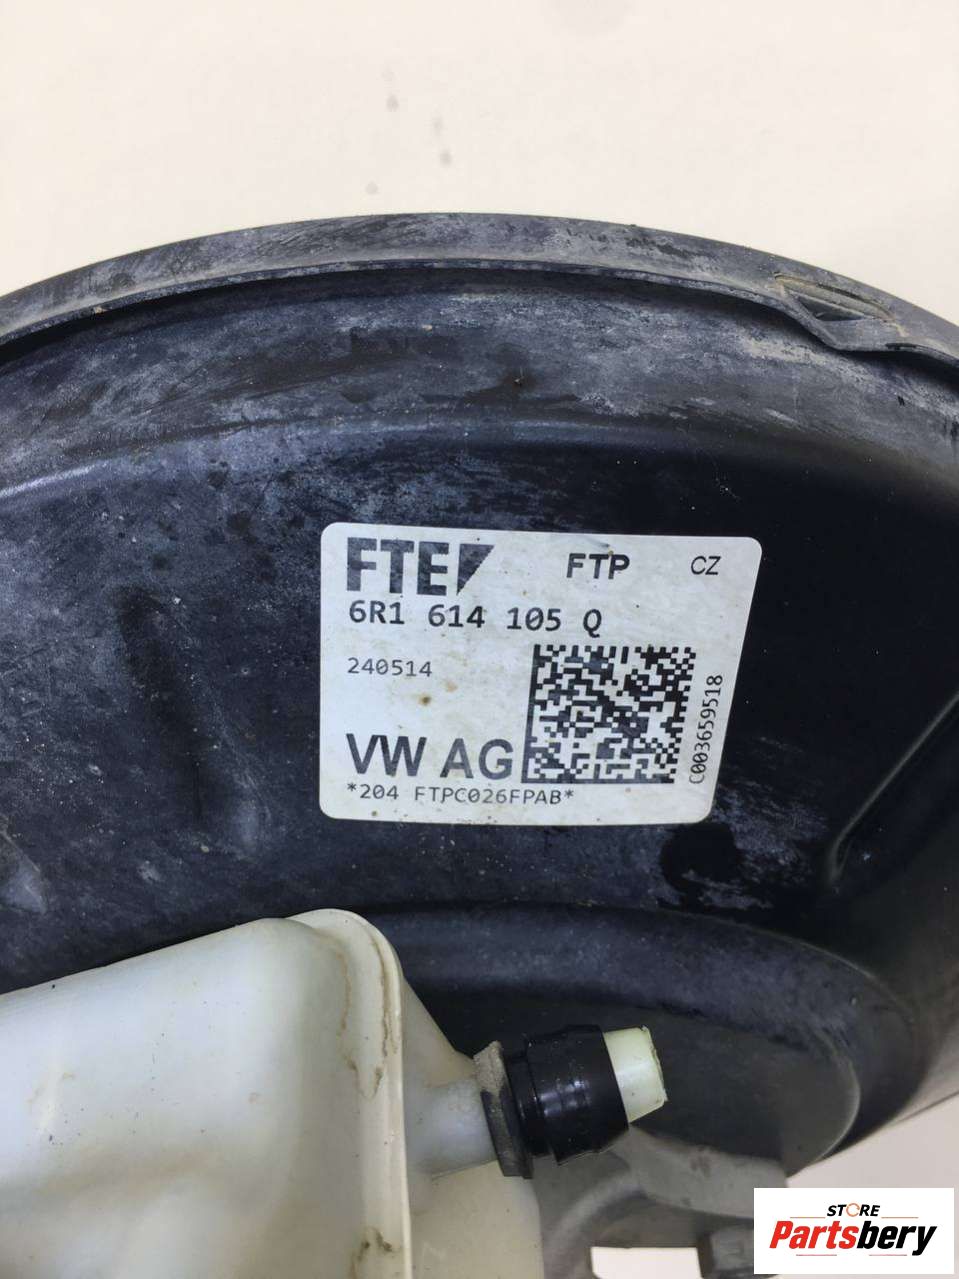 FTE FTP CZ
6R1 614 105 Q
240514
C003659518
VW AG
*204 FTPC026FPAB*
STORE
Partsbery